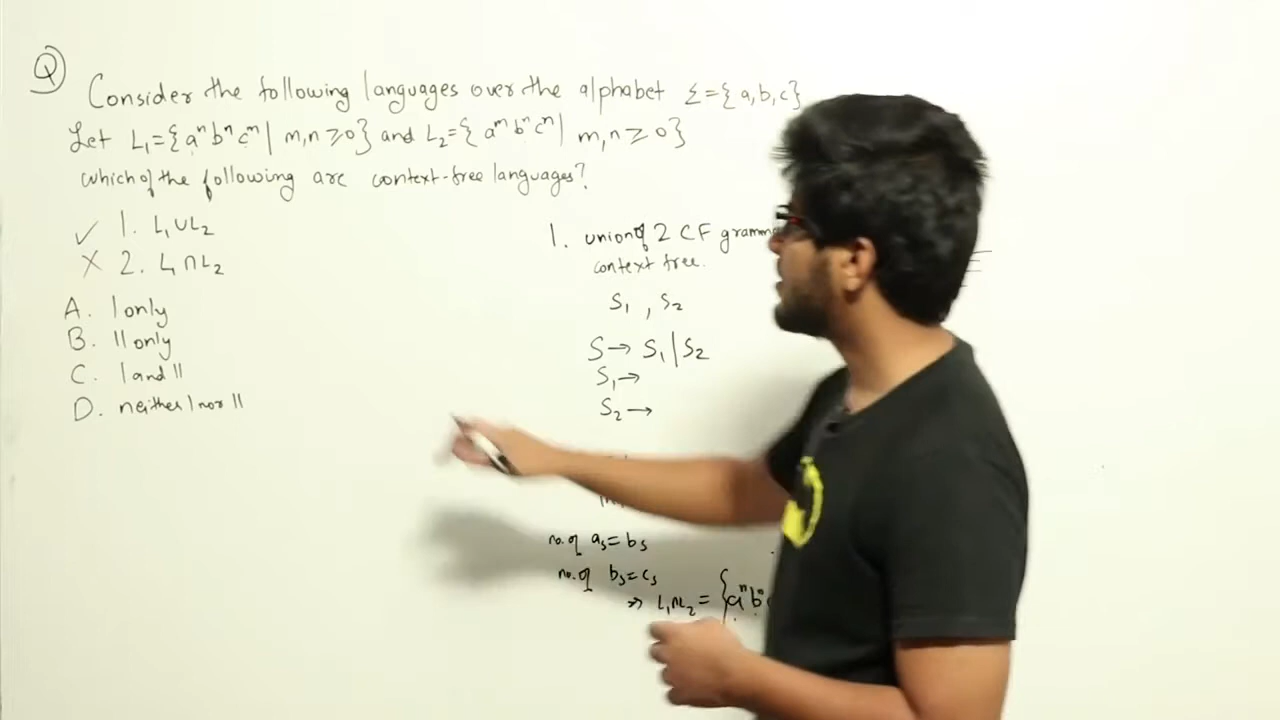 Q
Consider the following languages over the alphabet Σ={a,b,c}
Let L₁={aⁿbⁿcᵐ| m,n≥0} and L₂={aᵐbⁿcⁿ| m,n≥0}
which of the following are context-free languages?
✓ 1. L₁∪L₂
X 2. L₁∩L₂
A. I only
B. II only
C. I and II
D. neither I nor II
1. union of 2 CF
context free.
S₁, S₂
S→ S₁|S₂
S₁→
S₂→
no. of as=bs
no. of bs=cs
⇒ L₁∩L₂ = {aⁿbⁿ